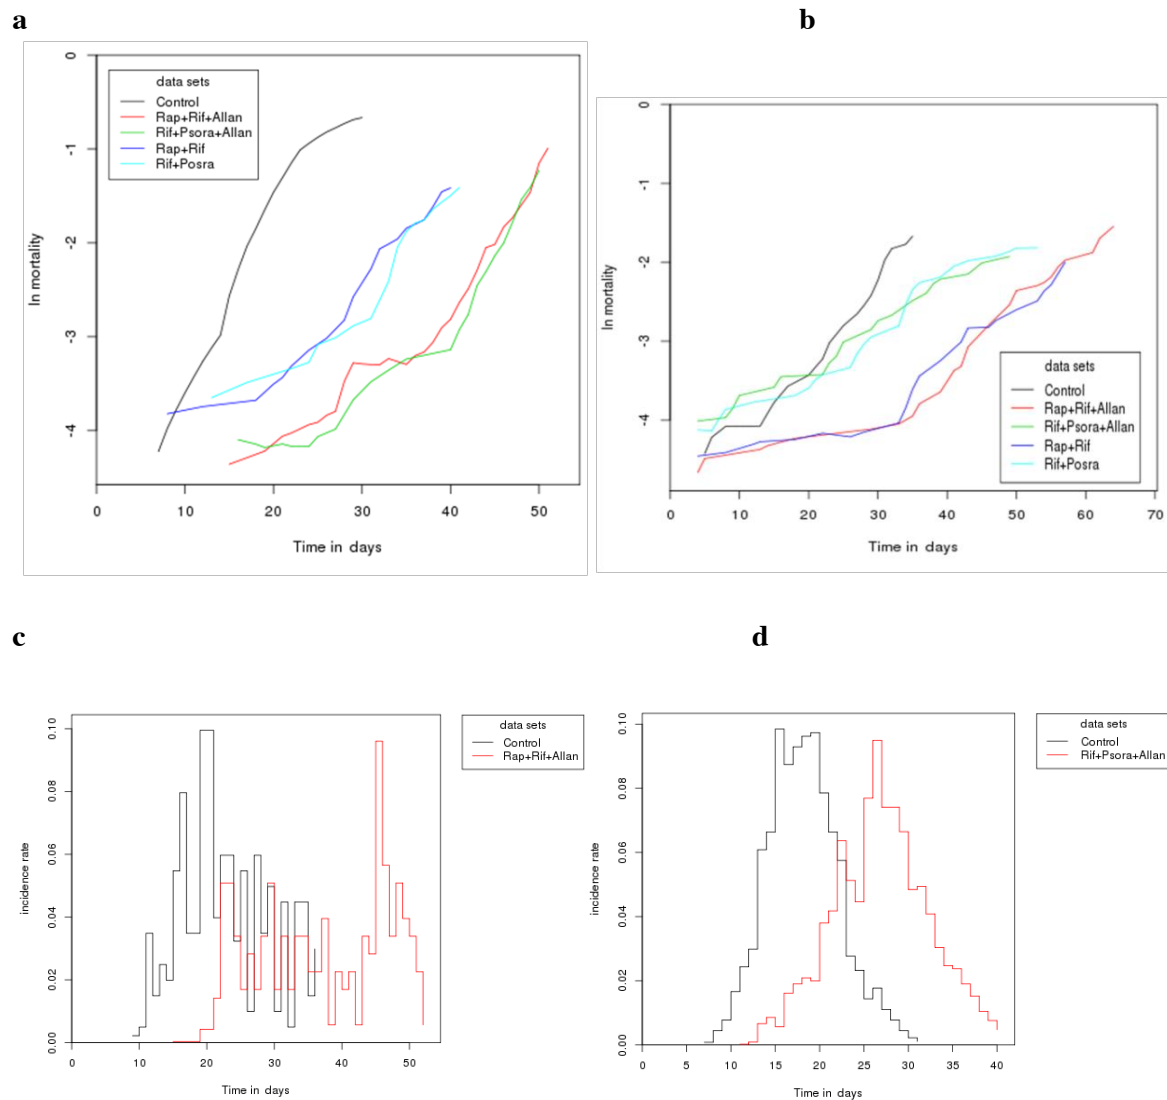 a
b
data sets
Control
Rap+Rif+Allan
Rif+Psora+Allan
Rap+Rif
Rif+Posra
0
-1
-2
-3
-4
ln mortality
0 10 20 30 40 50
Time in days
data sets
Control
Rap+Rif+Allan
Rif+Psora+Allan
Rap+Rif
Rif+Posra
0
-1
-2
-3
-4
ln mortality
0 10 20 30 40 50 60 70
Time in days
c
d
data sets
Control
Rap+Rif+Allan
0.10
0.08
0.06
0.04
0.02
0.00
incidence rate
0 10 20 30 40 50
Time in days
data sets
Control
Rif+Psora+Allan
0.10
0.08
0.06
0.04
0.02
0.00
incidence rate
0 5 10 15 20 25 30 35 40
Time in days